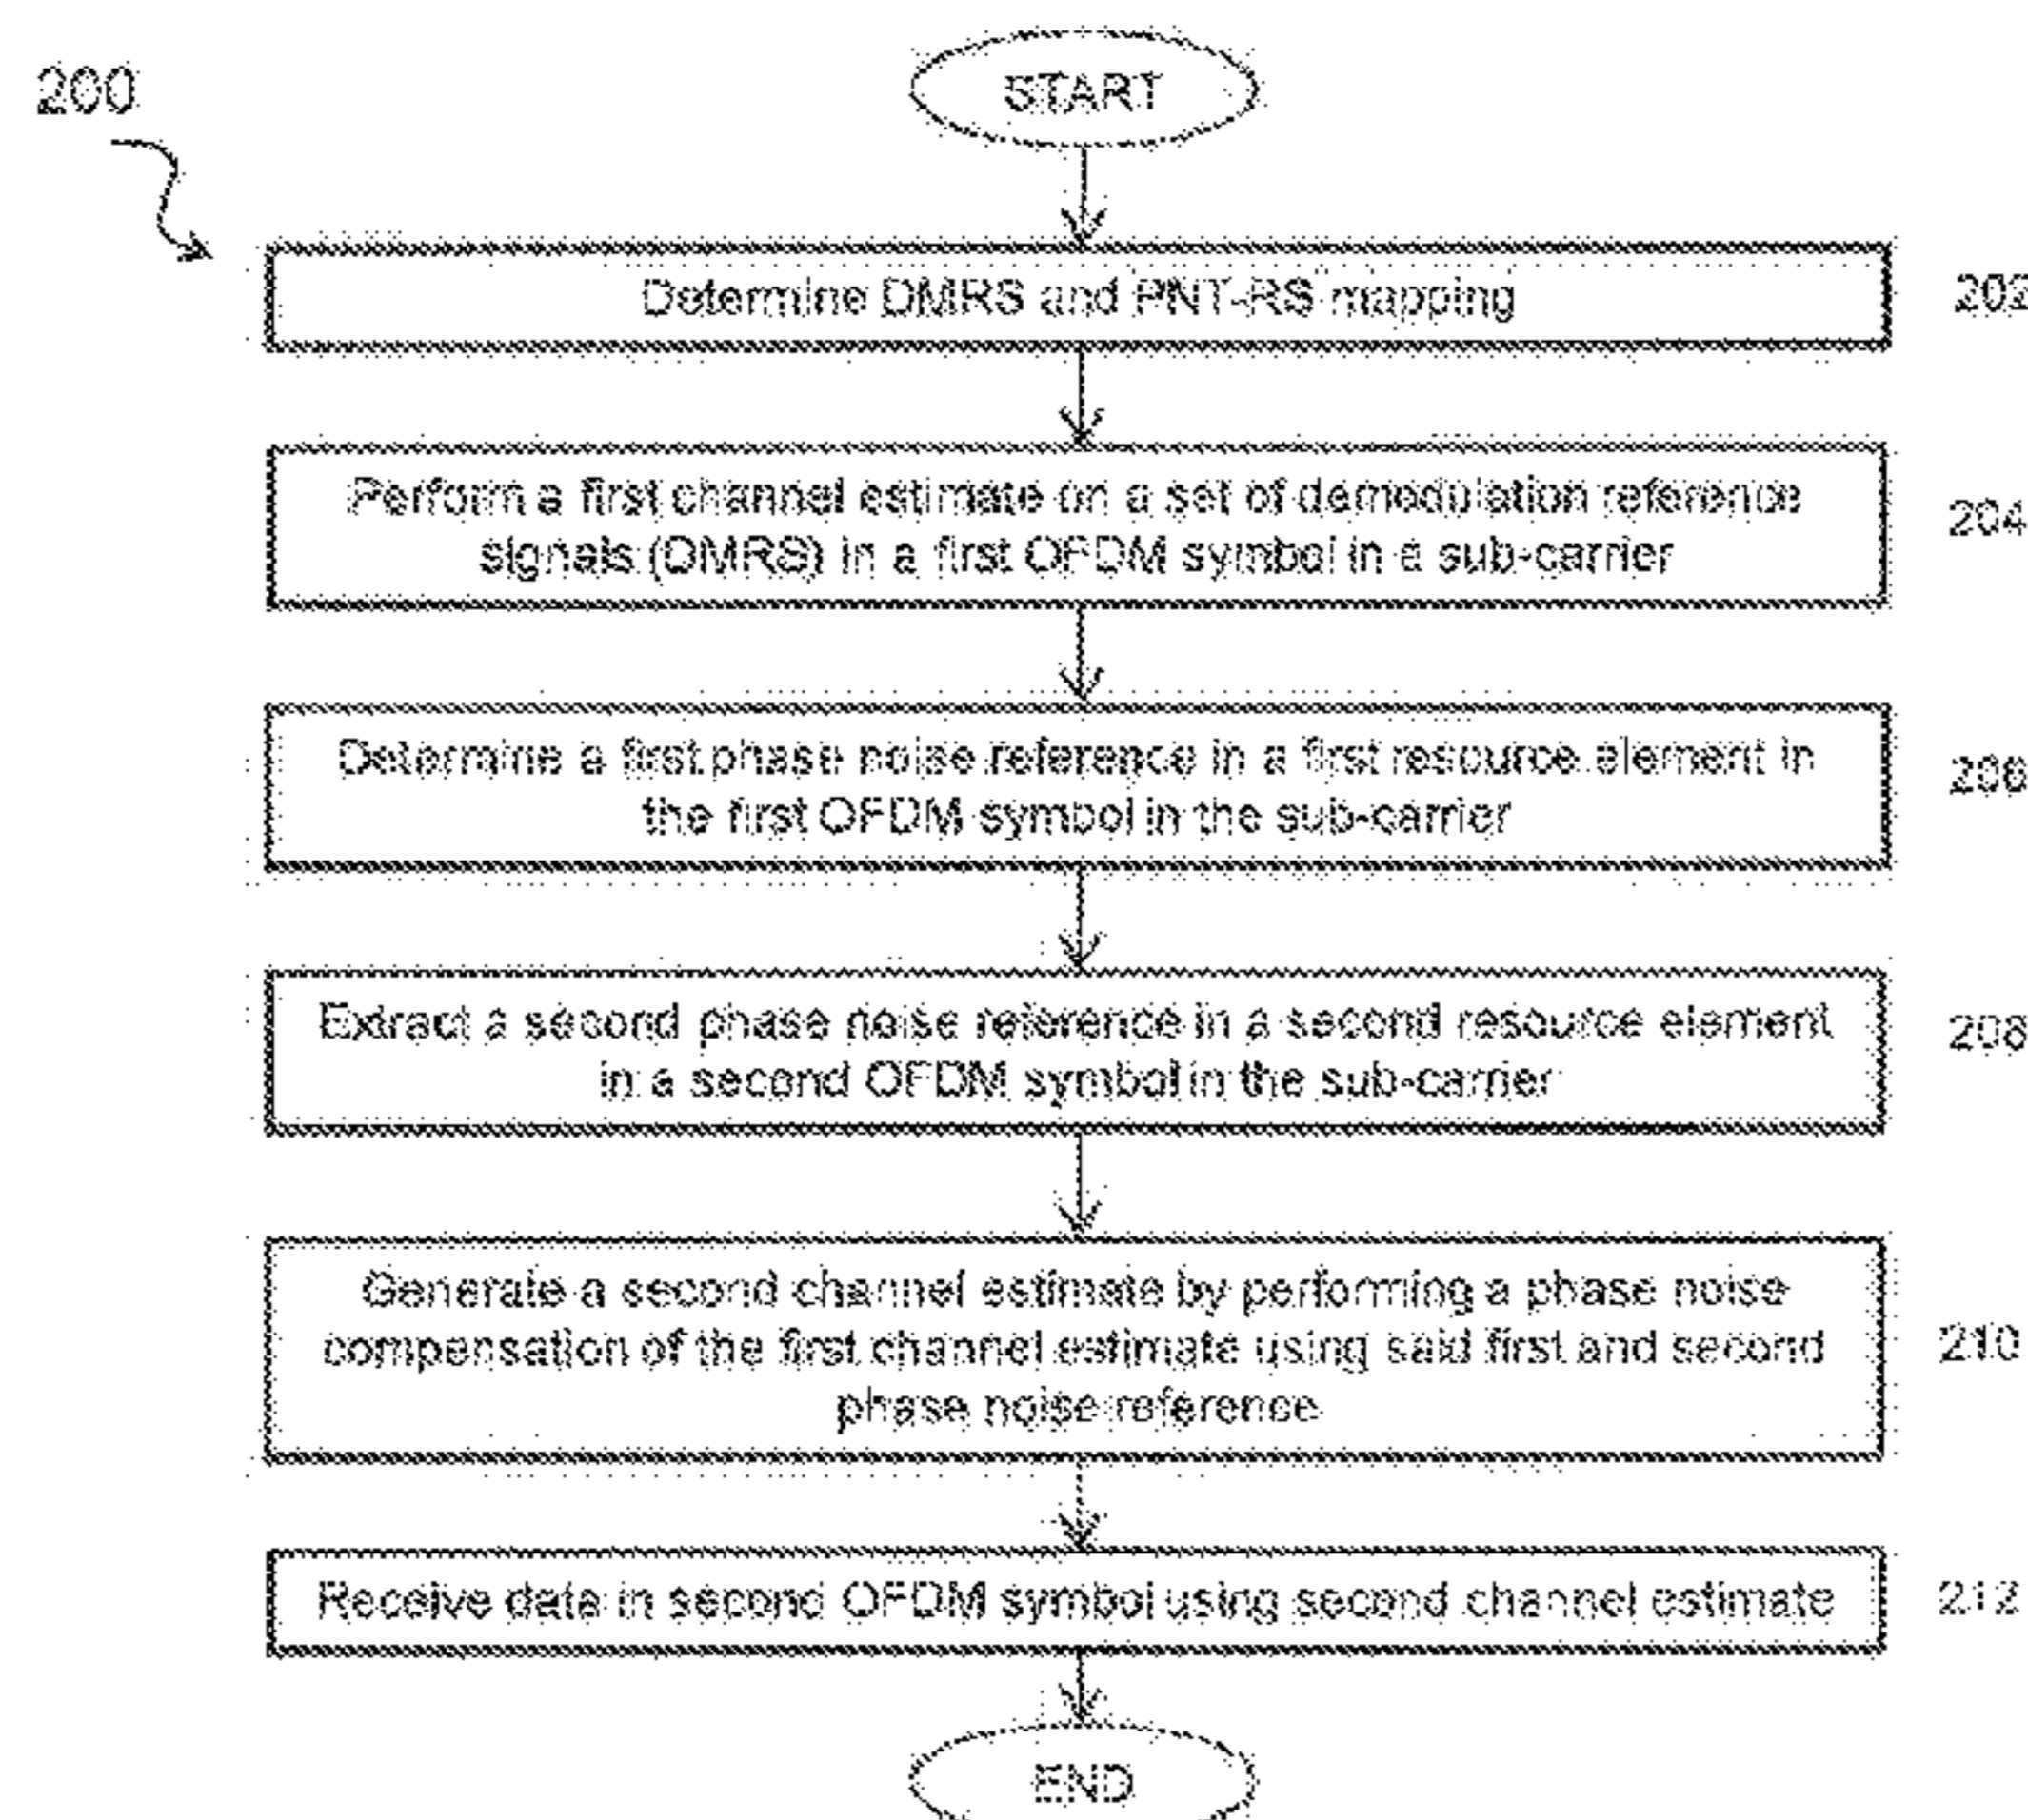 200
START
Determine DMRS and PNT-RS mapping
202
Perform a first channel estimate on a set of demodulation reference
signals (DMRS) in a first OFDM symbol in a sub-carrier
204
Determine a first phase noise reference in a first resource element in
the first OFDM symbol in the sub-carrier
206
Extract a second phase noise reference in a second resource element
in a second OFDM symbol in the sub-carrier
208
Generate a second channel estimate by performing a phase noise
compensation of the first channel estimate using said first and second
phase noise reference
210
Receive data in second OFDM symbol using second channel estimate
212
END